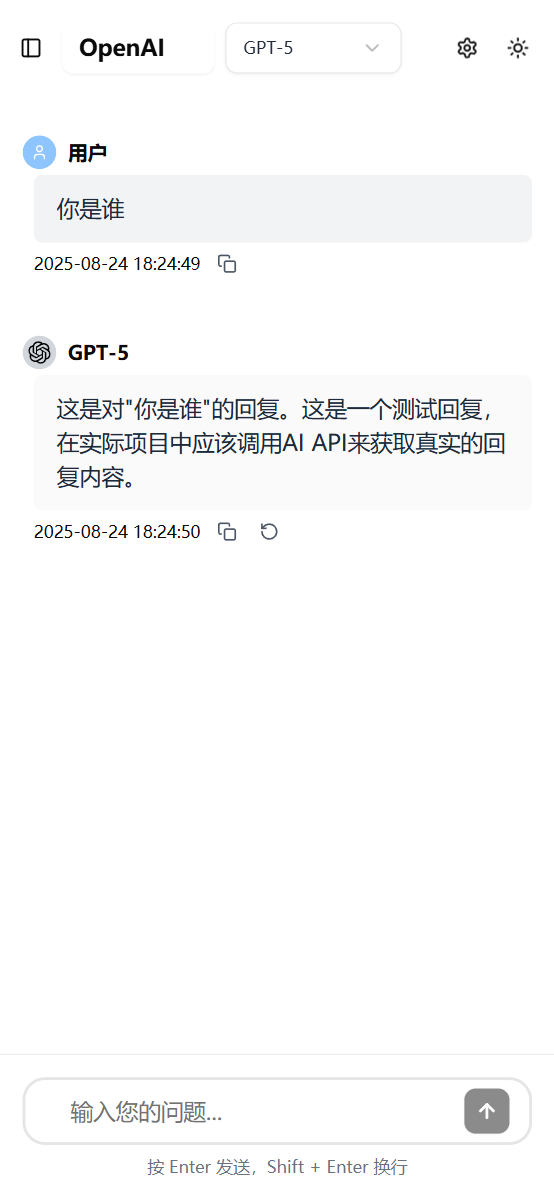 OpenAI
GPT-5
用户
你是谁
2025-08-24 18:24:49
GPT-5
这是对"你是谁"的回复。这是一个测试回复，
在实际项目中应该调用AI API来获取真实的回
复内容。
2025-08-24 18:24:50
输入您的问题...
按 Enter 发送，Shift + Enter 换行